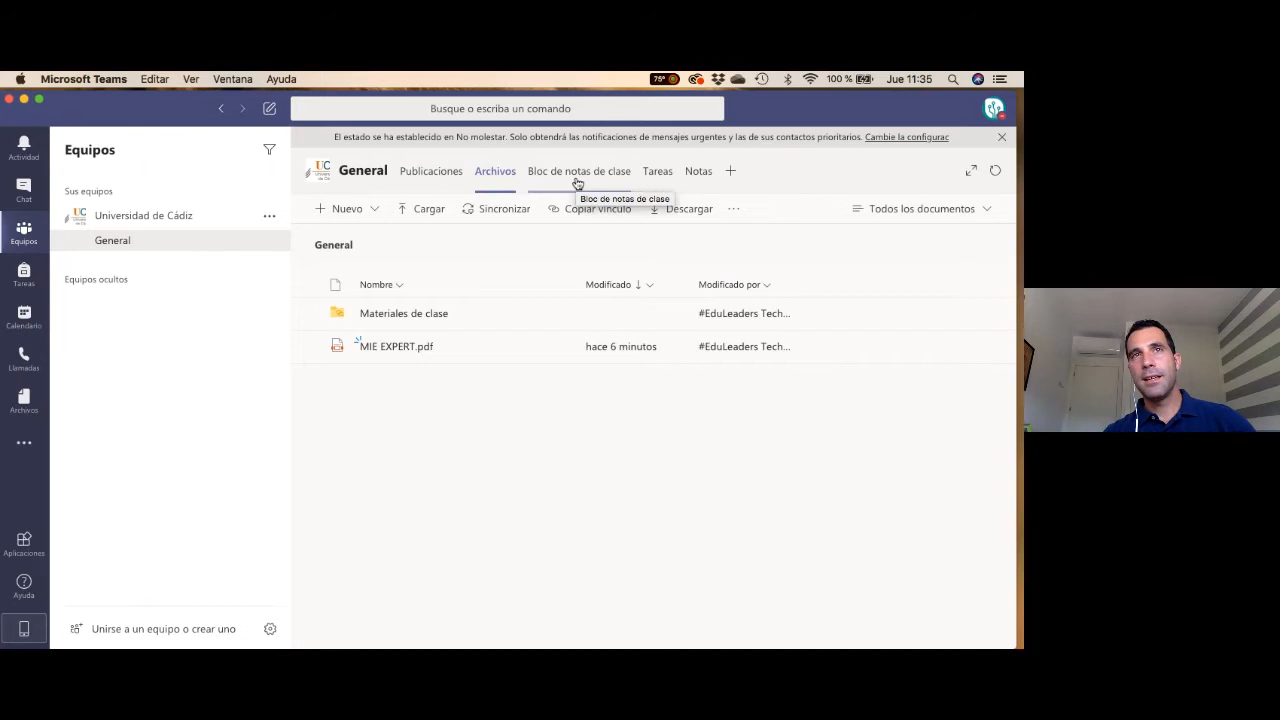 Microsoft Teams Editar Ver Ventana Ayuda 75° 100 % Jue 11:35
Busque o escriba un comando
El estado se ha establecido en No molestar. Solo obtendrá las notificaciones de mensajes urgentes y las de sus contactos prioritarios. Cambie la configurac
Actividad
Chat
Equipos
Tareas
Calendario
Llamadas
Archivos
Aplicaciones
Ayuda
Equipos
Sus equipos
Universidad de Cádiz
General
Equipos ocultos
Unirse a un equipo o crear uno
UC
General Publicaciones Archivos Bloc de notas de clase Tareas Notas
Bloc de notas de clase
Nuevo Cargar Sincronizar Copiar vínculo Descargar Todos los documentos
General
Nombre Modificado Modificado por
Materiales de clase #EduLeaders Tech...
MIE EXPERT.pdf hace 6 minutos #EduLeaders Tech...